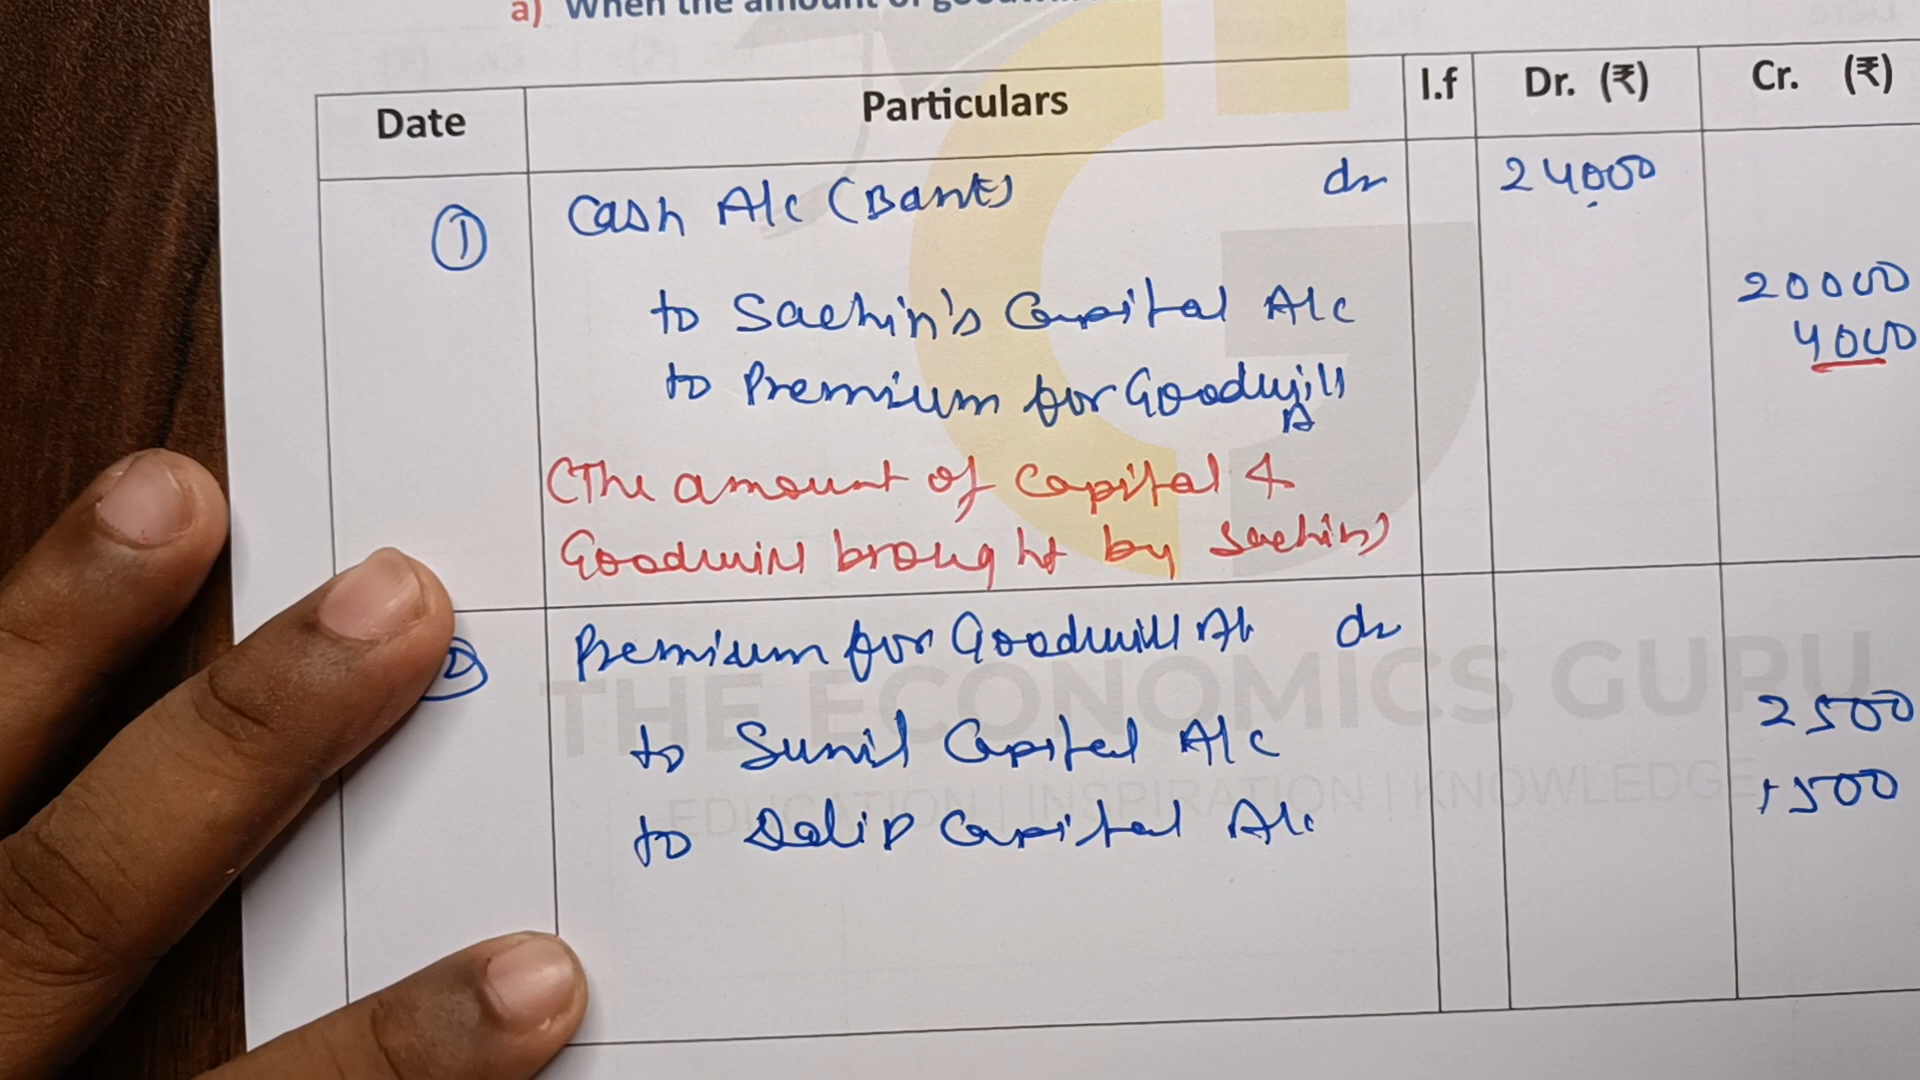 a) When the amount of
Date Particulars l.f Dr. (₹) Cr. (₹)
① Cash A/c (Bank) dr 24000
to Sachin's Capital A/c 20000
to Premium for Goodwill A 4000
(The amount of Capital &
Goodwill brought by Sachin)
② Premium for Goodwill A/c dr
THE ECONOMICS GURU
to Sunil Capital A/c 2500
EDUCATION | INSPIRATION | KNOWLEDGE
to Dalip Capital A/c 1500